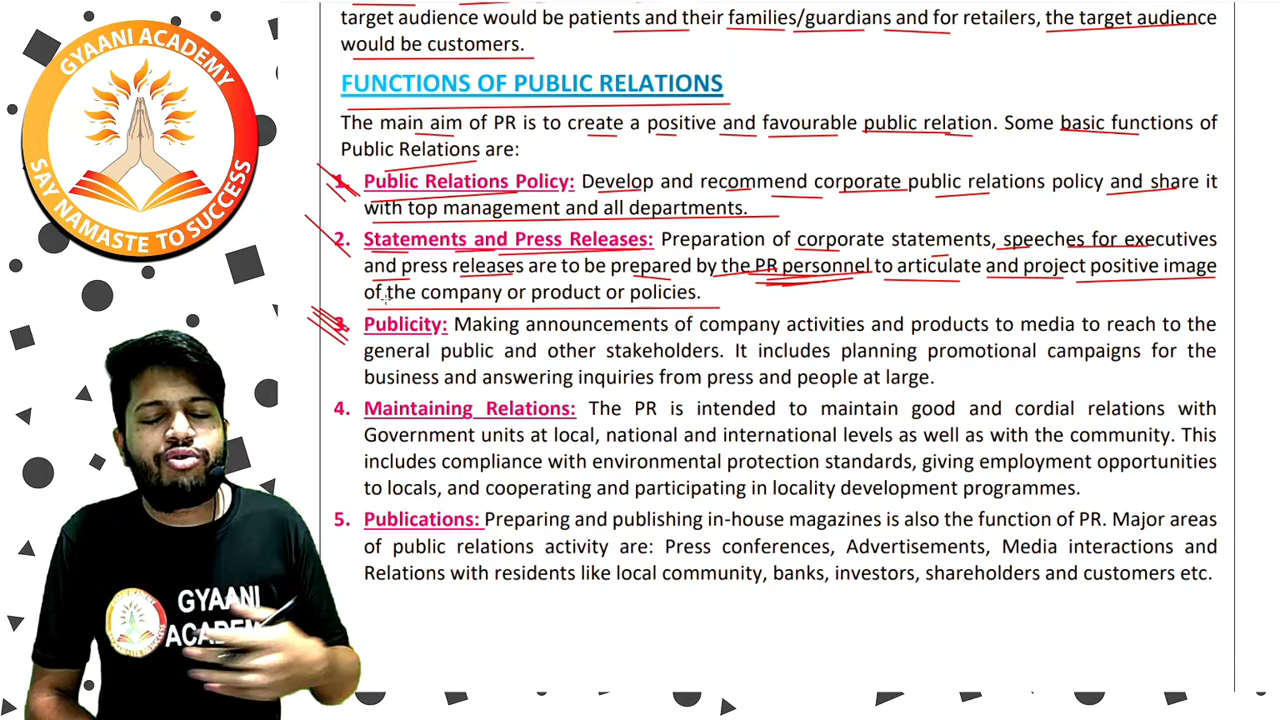 GYAANI ACADEMY
SAY NAMASTE TO SUCCESS
target audience would be patients and their families/guardians and for retailers, the target audience
would be customers.
FUNCTIONS OF PUBLIC RELATIONS
The main aim of PR is to create a positive and favourable public relation. Some basic functions of
Public Relations are:
1. Public Relations Policy: Develop and recommend corporate public relations policy and share it
with top management and all departments.
2. Statements and Press Releases: Preparation of corporate statements, speeches for executives
and press releases are to be prepared by the PR personnel to articulate and project positive image
of the company or product or policies.
3. Publicity: Making announcements of company activities and products to media to reach to the
general public and other stakeholders. It includes planning promotional campaigns for the
business and answering inquiries from press and people at large.
4. Maintaining Relations: The PR is intended to maintain good and cordial relations with
Government units at local, national and international levels as well as with the community. This
includes compliance with environmental protection standards, giving employment opportunities
to locals, and cooperating and participating in locality development programmes.
5. Publications: Preparing and publishing in-house magazines is also the function of PR. Major areas
of public relations activity are: Press conferences, Advertisements, Media interactions and
Relations with residents like local community, banks, investors, shareholders and customers etc.
GYAANI